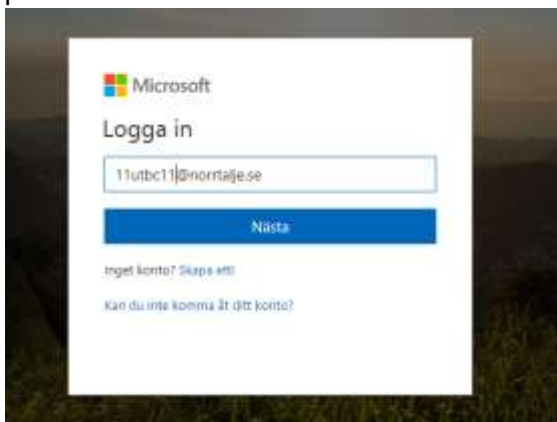 Microsoft
Logga in
11utbc11@norrtalje.se
Nästa
Inget konto? Skapa ett!
Kan du inte komma åt ditt konto?